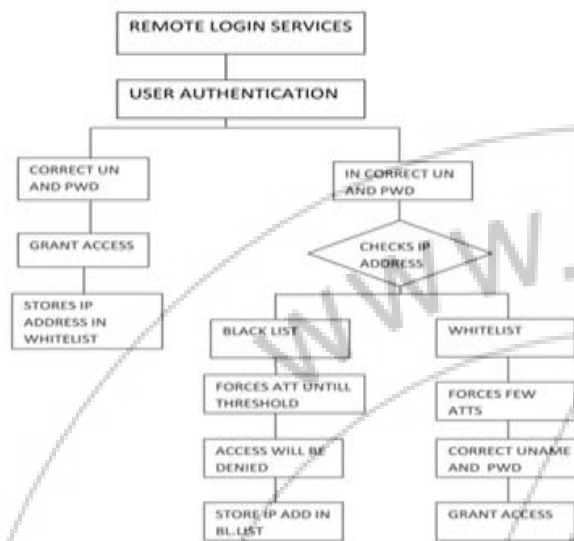 REMOTE LOGIN SERVICES
USER AUTHENTICATION
CORRECT UN
AND PWD
GRANT ACCESS
STORES IP
ADDRESS IN
WHITELIST
IN CORRECT UN
AND PWD
CHECKS IP
ADDRESS
BLACK LIST
FORCES ATT UNTILL
THRESHOLD
ACCESS WILL BE
DENIED
STORE IP ADD IN
BL.LIST
WHITELIST
FORCES FEW
ATTS
CORRECT UNAME
AND PWD
GRANT ACCESS
www.